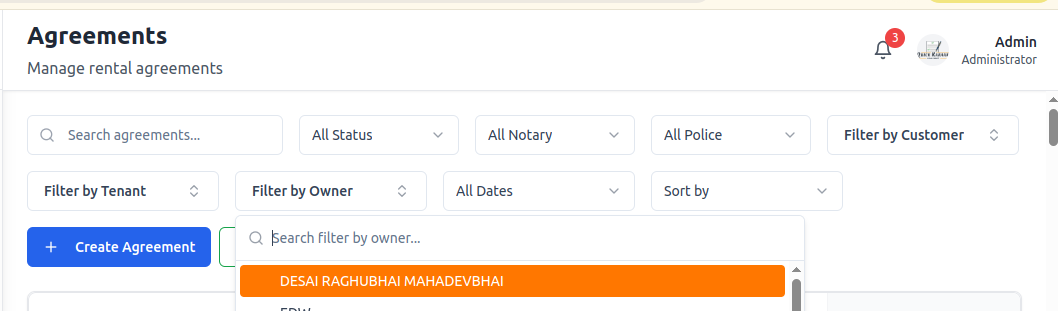 Agreements
Manage rental agreements
3
Admin
Administrator
Search agreements...
All Status
All Notary
All Police
Filter by Customer
Filter by Tenant
Filter by Owner
All Dates
Sort by
Create Agreement
Search filter by owner...
DESAI RAGHUBHAI MAHADEVBHAI